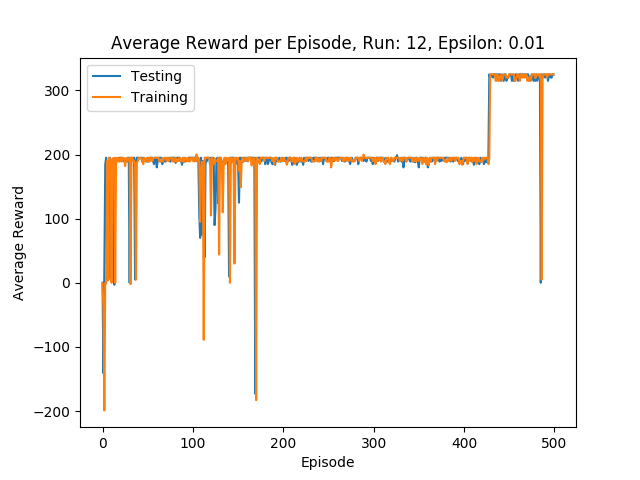 Average Reward per Episode, Run: 12, Epsilon: 0.01
Testing
Training
Average Reward
300
200
100
0
−100
−200
0 100 200 300 400 500
Episode